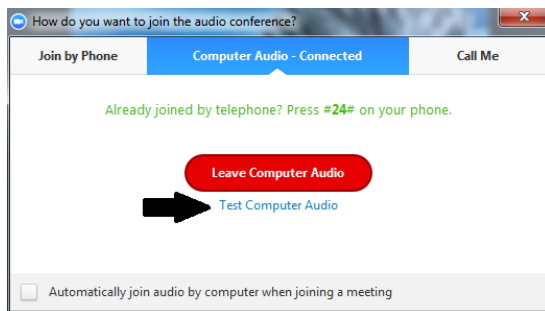 How do you want to join the audio conference?
Join by Phone
Computer Audio - Connected
Call Me
Already joined by telephone? Press #24# on your phone.
Leave Computer Audio
Test Computer Audio
Automatically join audio by computer when joining a meeting